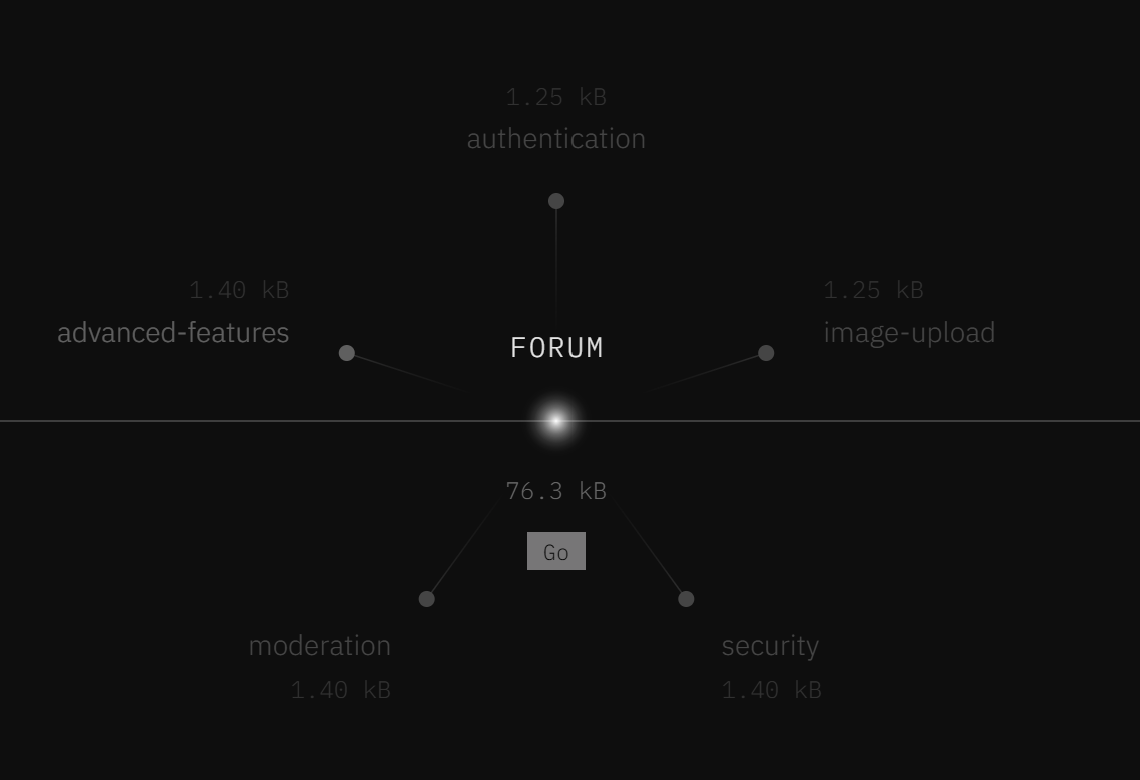 1.25 kB
authentication
1.40 kB
advanced-features
1.25 kB
image-upload
FORUM
76.3 kB
Go
moderation
1.40 kB
security
1.40 kB